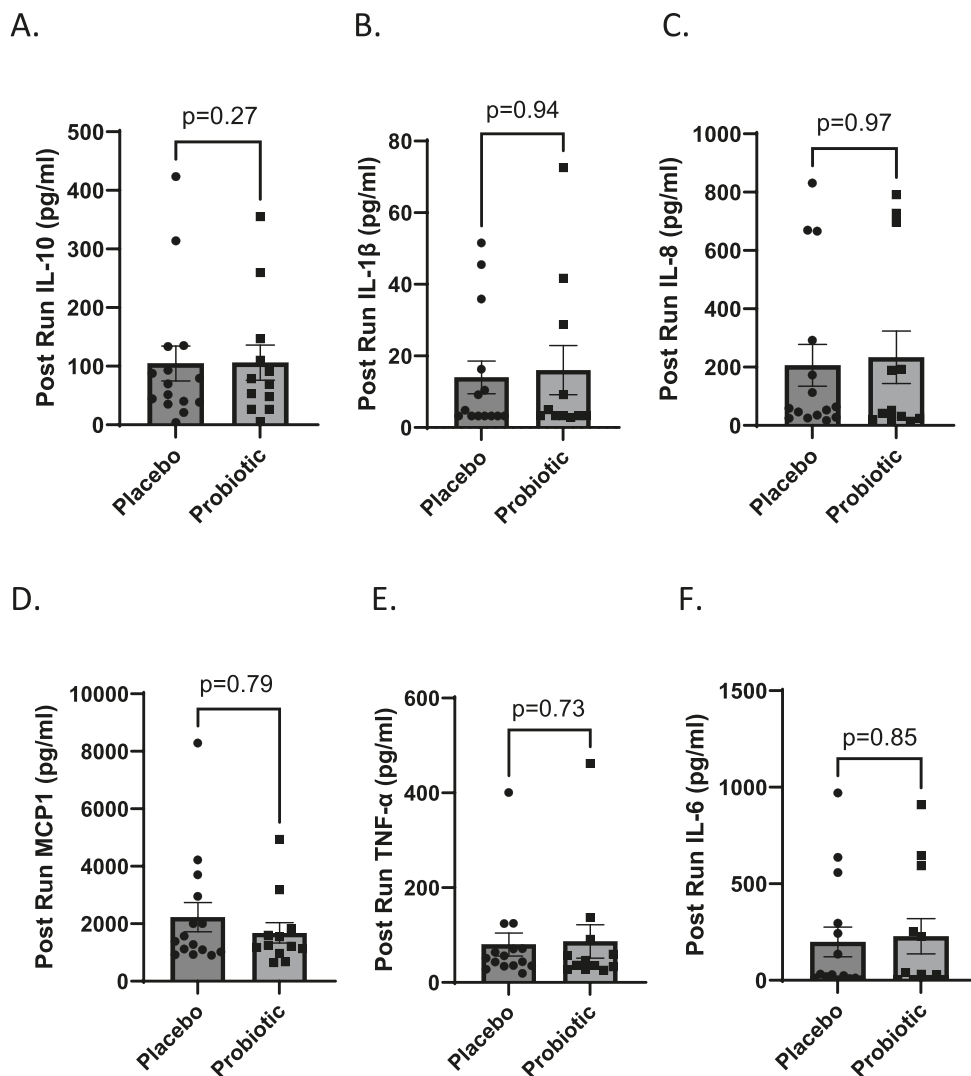 A.
B.
C.
p=0.27
p=0.94
p=0.97
Post Run IL-10 (pg/ml)
500
400
300
200
100
0
Placebo
Probiotic
Post Run IL-1β (pg/ml)
80
60
40
20
0
Placebo
Probiotic
Post Run IL-8 (pg/ml)
1000
800
600
400
200
0
Placebo
Probiotic
D.
E.
F.
p=0.79
p=0.73
p=0.85
Post Run MCP1 (pg/ml)
10000
8000
6000
4000
2000
0
Placebo
Probiotic
Post Run TNF-α (pg/ml)
600
400
200
0
Placebo
Probiotic
Post Run IL-6 (pg/ml)
1500
1000
500
0
Placebo
Probiotic